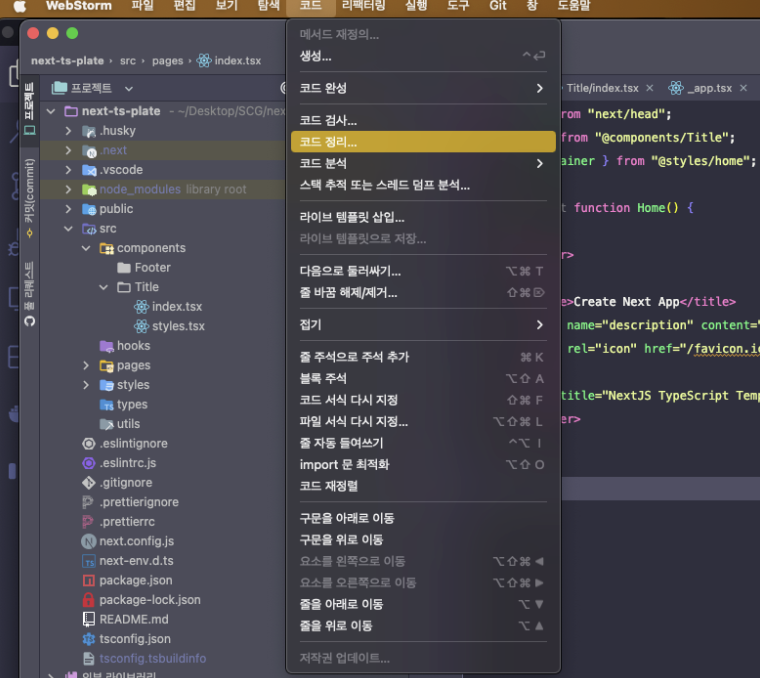 WebStorm 파일 편집 보기 탐색 코드 리팩터링 실행 도구 Git 창 도움말
next-ts-plate › src › pages › index.tsx
프로젝트
프로젝트
커밋(commit)
풀 리퀘스트
next-ts-plate ~/Desktop/SCG/nex
.husky
.next
.vscode
node_modules library root
public
src
components
Footer
Title
index.tsx
styles.tsx
hooks
pages
styles
types
utils
.eslintignore
.eslintrc.js
.gitignore
.prettierignore
.prettierrc
next.config.js
next-env.d.ts
package.json
package-lock.json
README.md
tsconfig.json
tsconfig.tsbuildinfo
외부 라이브러리
메서드 재정의...
생성... ^⏎
코드 완성
코드 검사...
코드 정리...
코드 분석
스택 추적 또는 스레드 덤프 분석...
라이브 템플릿 삽입...
라이브 템플릿으로 저장...
다음으로 둘러싸기... ⌥⌘ T
줄 바꿈 해제/제거... ⇧⌘⌦
접기
줄 주석으로 주석 추가 ⌘ K
블록 주석 ⌥⇧ A
코드 서식 다시 지정 ⇧⌘ F
파일 서식 다시 지정... ⌥⇧⌘ L
줄 자동 들여쓰기 ^⌥ I
import 문 최적화 ⌥⇧ O
코드 재정렬
구문을 아래로 이동
구문을 위로 이동
요소를 왼쪽으로 이동 ⌥⇧⌘ ◀
요소를 오른쪽으로 이동 ⌥⇧⌘ ▶
줄을 아래로 이동 ⌥ ▼
줄을 위로 이동 ⌥ ▲
저작권 업데이트...
Title/index.tsx × _app.tsx ×
rom "next/head";
from "@components/Title";
ainer } from "@styles/home";
t function Home() {
r>
e>Create Next App</title>
name="description" content="
rel="icon" href="/favicon.ic
title="NextJS TypeScript Temp
er>